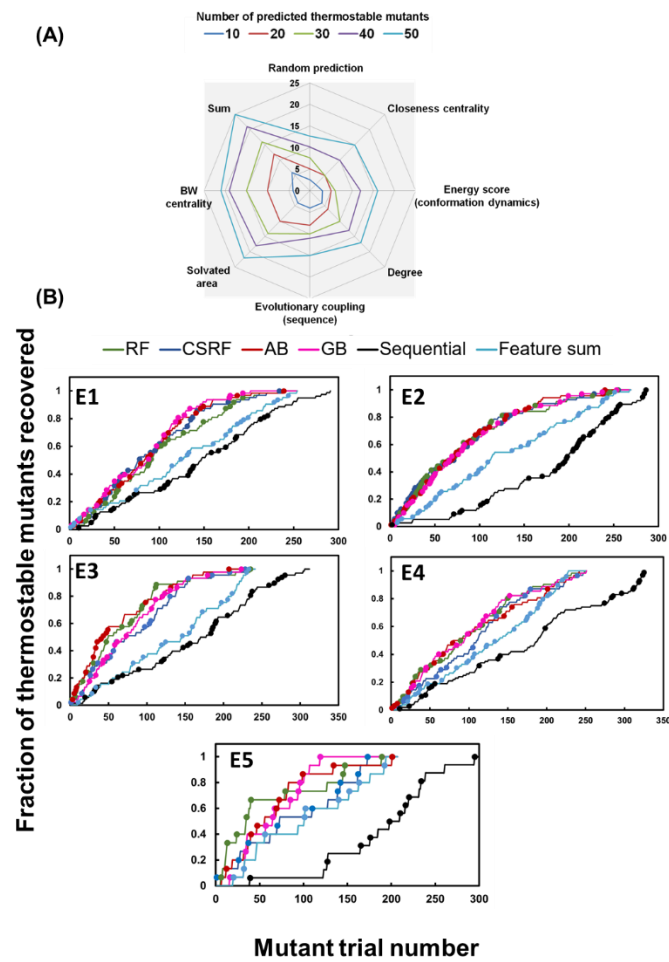 Number of predicted thermostable mutants
(A)
10 20 30 40 50
Random prediction
25
Sum
Closeness centrality
20
15
10
5
BW
centrality
0
Energy score
(conformation dynamics)
Solvated
area
Degree
Evolutionary coupling
(sequence)
(B)
RF CSRF AB GB Sequential Feature sum
Fraction of thermostable mutants recovered
E1
1
0.8
0.6
0.4
0.2
0
0 50 100 150 200 250 300
E2
1
0.8
0.6
0.4
0.2
0
0 50 100 150 200 250 300
E3
1
0.8
0.6
0.4
0.2
0
0 50 100 150 200 250 300 350
E4
1
0.8
0.6
0.4
0.2
0
0 50 100 150 200 250 300 350
E5
1
0.8
0.6
0.4
0.2
0
0 50 100 150 200 250 300
Mutant trial number